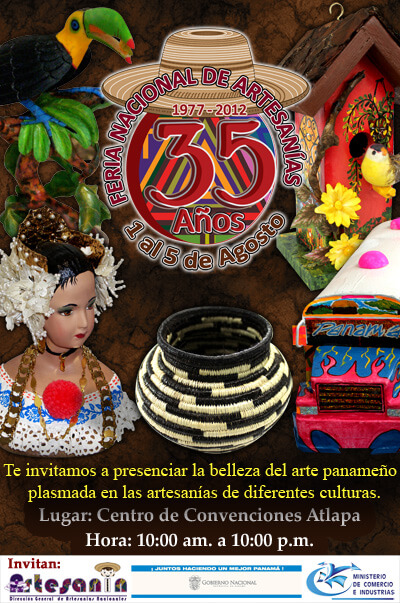 FERIA NACIONAL DE ARTESANÍAS
1977 - 2012
35
Años
1 al 5 de Agosto
Panama
Te invitamos a presenciar la belleza del arte panameño
plasmada en las artesanías de diferentes culturas.
Lugar: Centro de Convenciones Atlapa
Hora: 10:00 am. a 10:00 p.m.
Invitan:
Artesanía
Dirección General de Artesanías Nacionales
¡ JUNTOS HACIENDO UN MEJOR PANAMÁ !
GOBIERNO NACIONAL
MINISTERIO
DE COMERCIO
E INDUSTRIAS